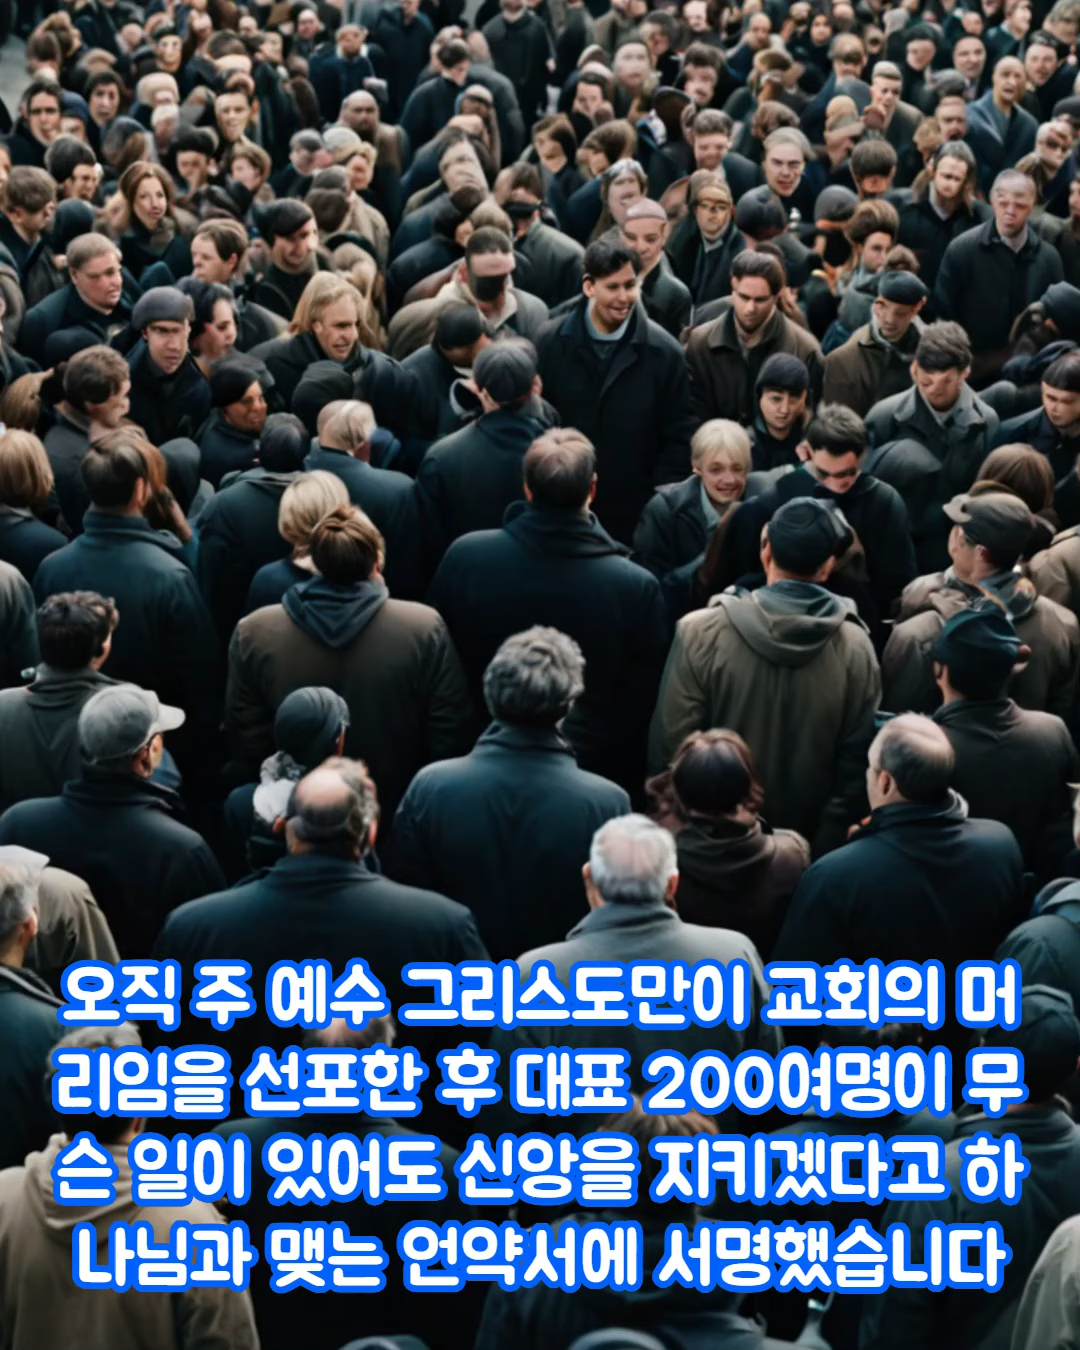 오직 주 예수 그리스도만이 교회의 머
리임을 선포한 후 대표 200여명이 무
슨 일이 있어도 신앙을 지키겠다고 하
나님과 맺는 언약서에 서명했습니다